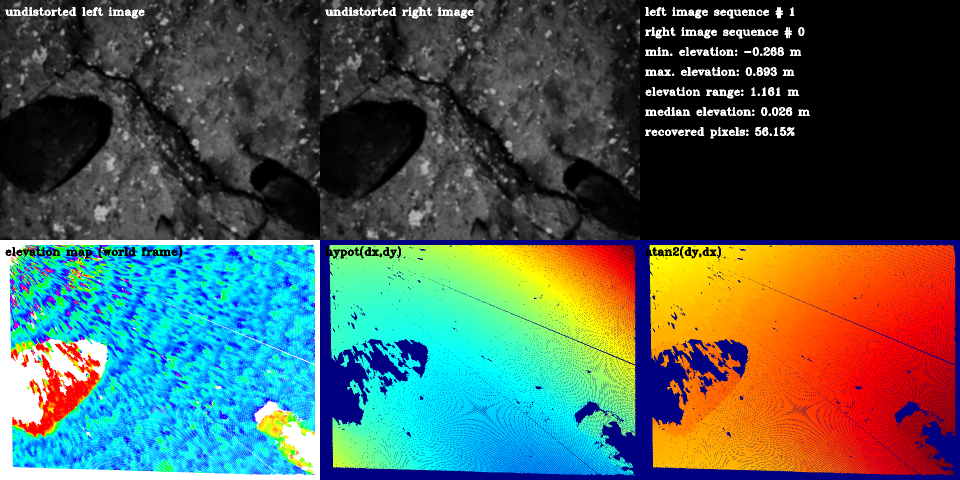 undistorted left image
undistorted right image
left image sequence # 1
right image sequence # 0
min. elevation: -0.268 m
max. elevation: 0.893 m
elevation range: 1.161 m
median elevation: 0.026 m
recovered pixels: 56.15%
elevation map (world frame)
hypot(dx,dy)
atan2(dy,dx)